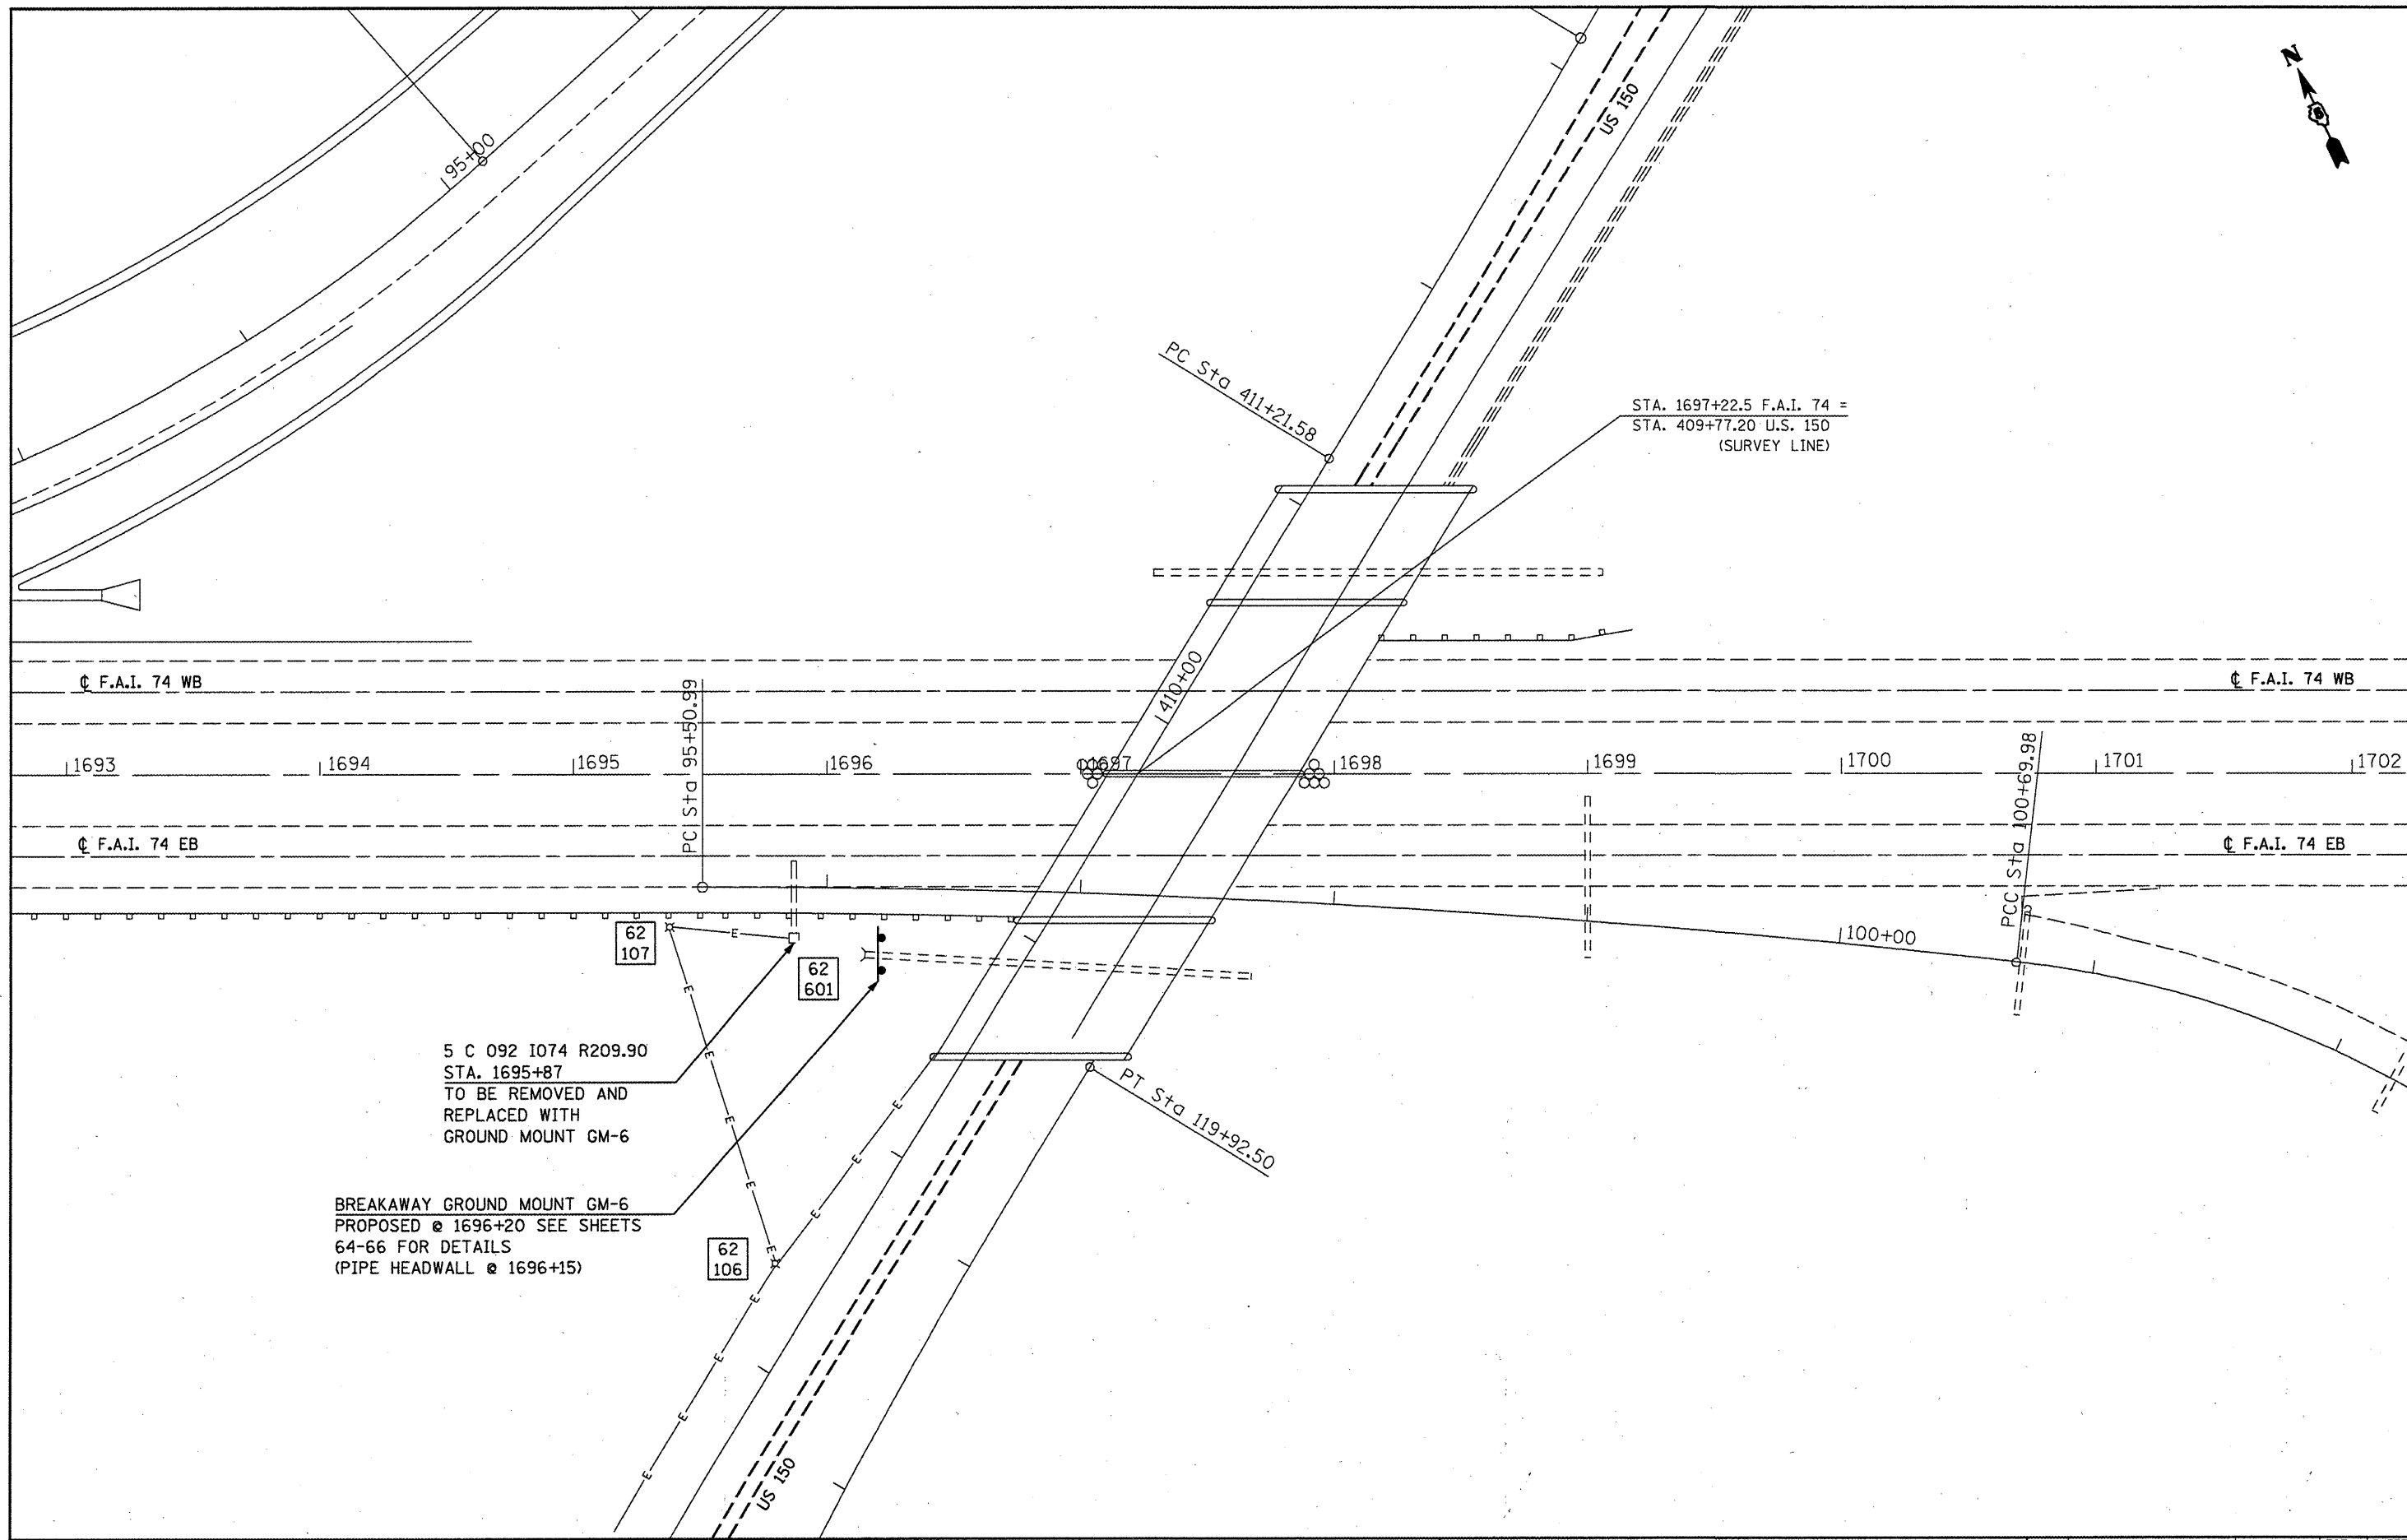 N
US 150
95+00
PC Sta 411+21.58
STA. 1697+22.5 F.A.I. 74 =
STA. 409+77.20 U.S. 150
(SURVEY LINE)
410+00
℄ F.A.I. 74 WB
℄ F.A.I. 74 WB
PC Sta 95+50.99
1693
1694
1695
1696
1697
1698
1699
1700
1701
1702
PCC Sta 100+69.98
℄ F.A.I. 74 EB
℄ F.A.I. 74 EB
100+00
62
107
E
62
601
E
5 C 092 I074 R209.90
STA. 1695+87
TO BE REMOVED AND
REPLACED WITH
GROUND MOUNT GM-6
E
E
E
PT Sta 119+92.50
E
E
BREAKAWAY GROUND MOUNT GM-6
PROPOSED @ 1696+20 SEE SHEETS
64-66 FOR DETAILS
(PIPE HEADWALL @ 1696+15)
E
62
106
E
E
E
E
E
US 150